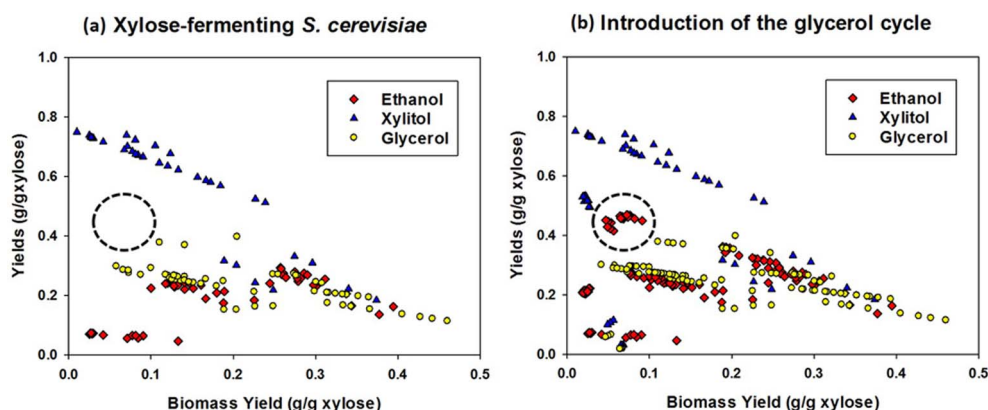 (a) Xylose-fermenting S. cerevisiae
1.0
0.8
0.6
0.4
0.2
0.0
Yields (g/gxylose)
Ethanol
Xylitol
Glycerol
0.0 0.1 0.2 0.3 0.4 0.5
Biomass Yield (g/g xylose)
(b) Introduction of the glycerol cycle
1.0
0.8
0.6
0.4
0.2
0.0
Yields (g/g xylose)
Ethanol
Xylitol
Glycerol
0.0 0.1 0.2 0.3 0.4 0.5
Biomass Yield (g/g xylose)